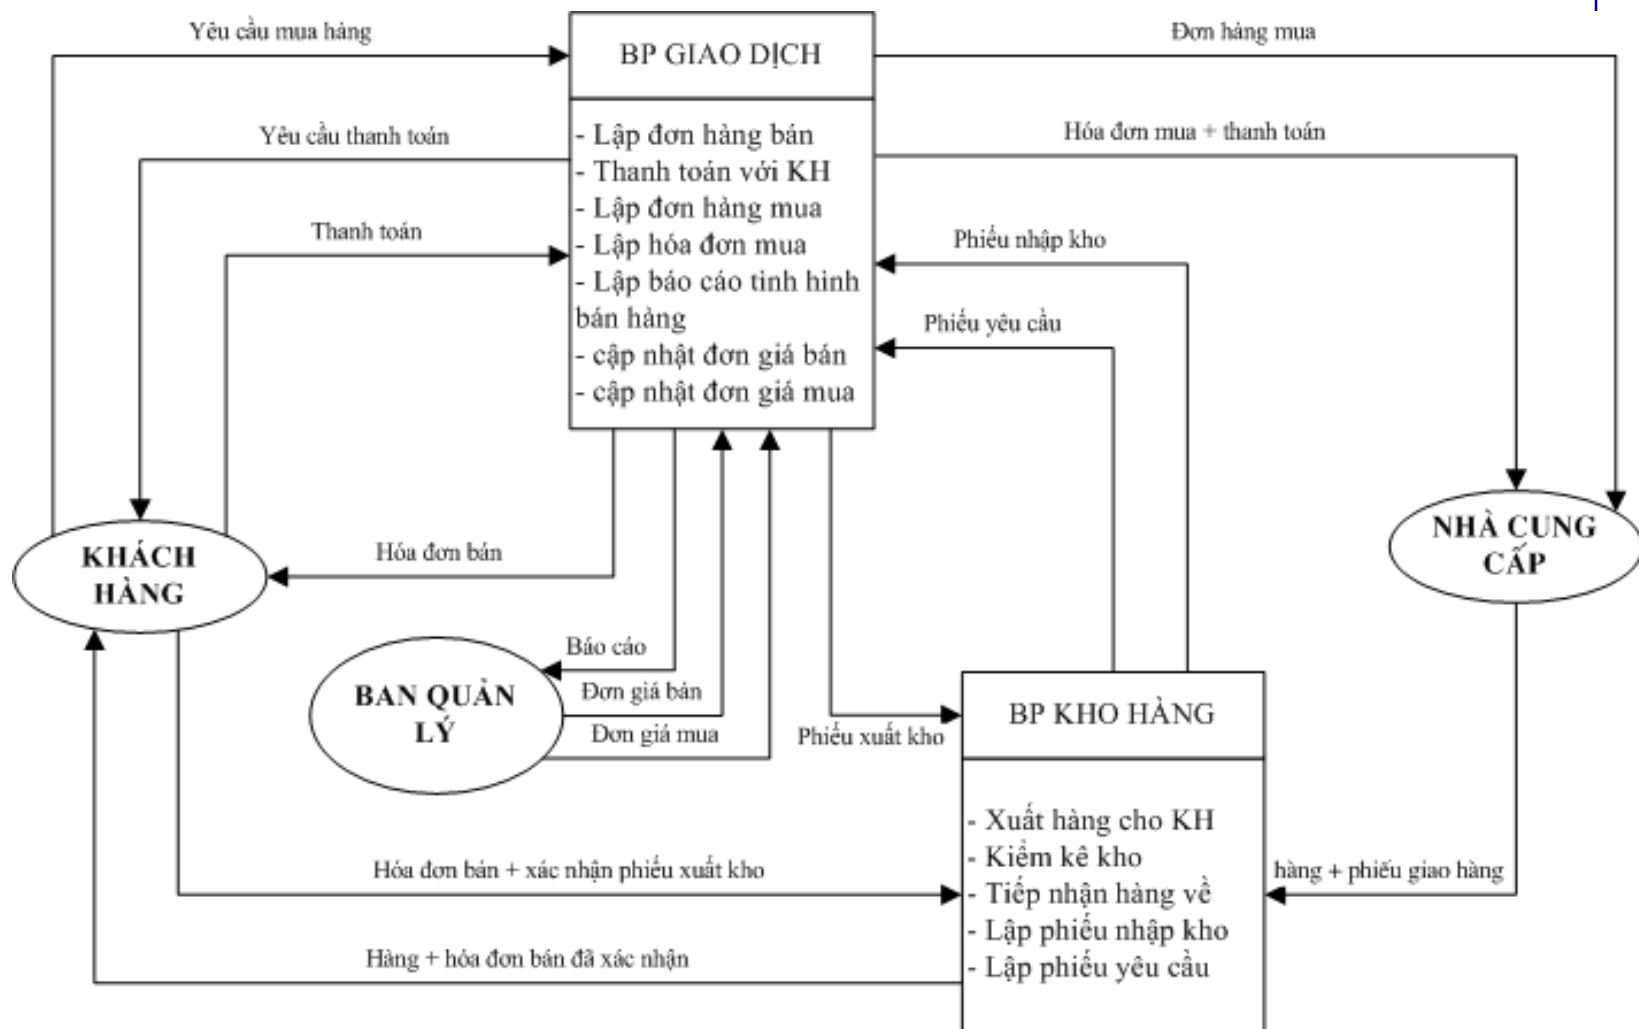 Yêu cầu mua hàng
BP GIAO DỊCH
Đơn hàng mua
Yêu cầu thanh toán
- Lập đơn hàng bán
- Thanh toán với KH
- Lập đơn hàng mua
- Lập hóa đơn mua
- Lập báo cáo tình hình
bán hàng
- cập nhật đơn giá bán
- cập nhật đơn giá mua
Hóa đơn mua + thanh toán
Thanh toán
Phiếu nhập kho
Phiếu yêu cầu
KHÁCH
HÀNG
Hóa đơn bán
NHÀ CUNG
CẤP
Báo cáo
BAN QUẢN
LÝ
Đơn giá bán
Đơn giá mua
Phiếu xuất kho
BP KHO HÀNG
- Xuất hàng cho KH
- Kiểm kê kho
- Tiếp nhận hàng về
- Lập phiếu nhập kho
- Lập phiếu yêu cầu
Hóa đơn bán + xác nhận phiếu xuất kho
hàng + phiếu giao hàng
Hàng + hóa đơn bán đã xác nhận